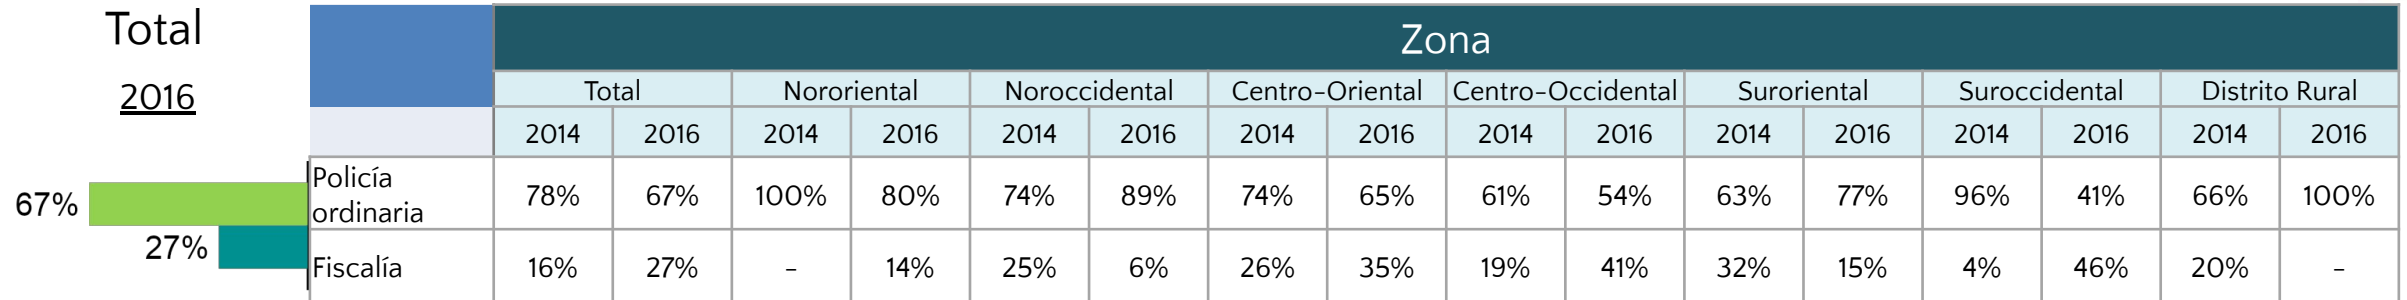 Total
2016
Zona
Total Nororiental Noroccidental Centro-Oriental Centro-Occidental Suroriental Suroccidental Distrito Rural
2014 2016 2014 2016 2014 2016 2014 2016 2014 2016 2014 2016 2014 2016 2014 2016
67% Policía
ordinaria 78% 67% 100% 80% 74% 89% 74% 65% 61% 54% 63% 77% 96% 41% 66% 100%
27% Fiscalía 16% 27% - 14% 25% 6% 26% 35% 19% 41% 32% 15% 4% 46% 20% -